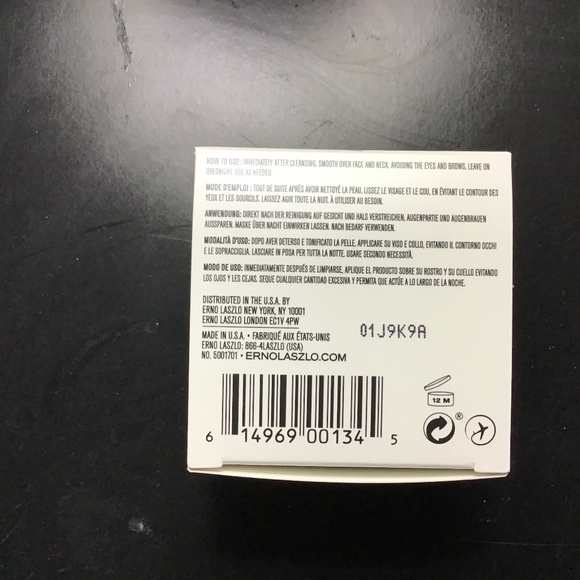 HOW TO USE: IMMEDIATELY AFTER CLEANSING, SMOOTH OVER FACE AND NECK, AVOIDING THE EYES AND BROWS. LEAVE ON
OVERNIGHT. USE AS NEEDED.
MODE D'EMPLOI : TOUT DE SUITE APRÈS AVOIR NETTOYÉ LA PEAU, LISSEZ LE VISAGE ET LE COU, EN ÉVITANT LE CONTOUR DES
YEUX ET LES SOURCILS. LAISSEZ AGIR TOUTE LA NUIT. À UTILISER AU BESOIN.
ANWENDUNG: DIREKT NACH DER REINIGUNG AUF GESICHT UND HALS VERSTREICHEN, AUGENPARTIE UND AUGENBRAUEN
AUSSPAREN. MASKE ÜBER NACHT EINWIRKEN LASSEN. NACH BEDARF VERWENDEN.
MODALITÀ D'USO: DOPO AVER DETERSO E TONIFICATO LA PELLE, APPLICARE SU VISO E COLLO, EVITANDO IL CONTORNO OCCHI
E LE SOPRACCIGLIA. LASCIARE IN POSA PER TUTTA LA NOTTE. USARE SECONDO NECESSITÀ.
MODO DE USO: INMEDIATAMENTE DESPUÉS DE LIMPIARSE, APLIQUE EL PRODUCTO SOBRE SU ROSTRO Y SU CUELLO EVITANDO
LOS OJOS Y LES CEJAS. SEQUE CUALQUIER CANTIDAD EXCESIVA Y PERMITA QUE ACTÚE A LO LARGO DE LA NOCHE.
DISTRIBUTED IN THE U.S.A. BY
ERNO LASZLO NEW YORK, NY 10001
ERNO LASZLO LONDON EC1V 4PW
01J9K9A
MADE IN U.S.A. • FABRIQUÉ AUX ÉTATS-UNIS
ERNO LASZLO: 866-4LASZLO (USA)
NO. 5001701 • ERNOLASZLO.COM
12 M
®
6 14969 00134 5